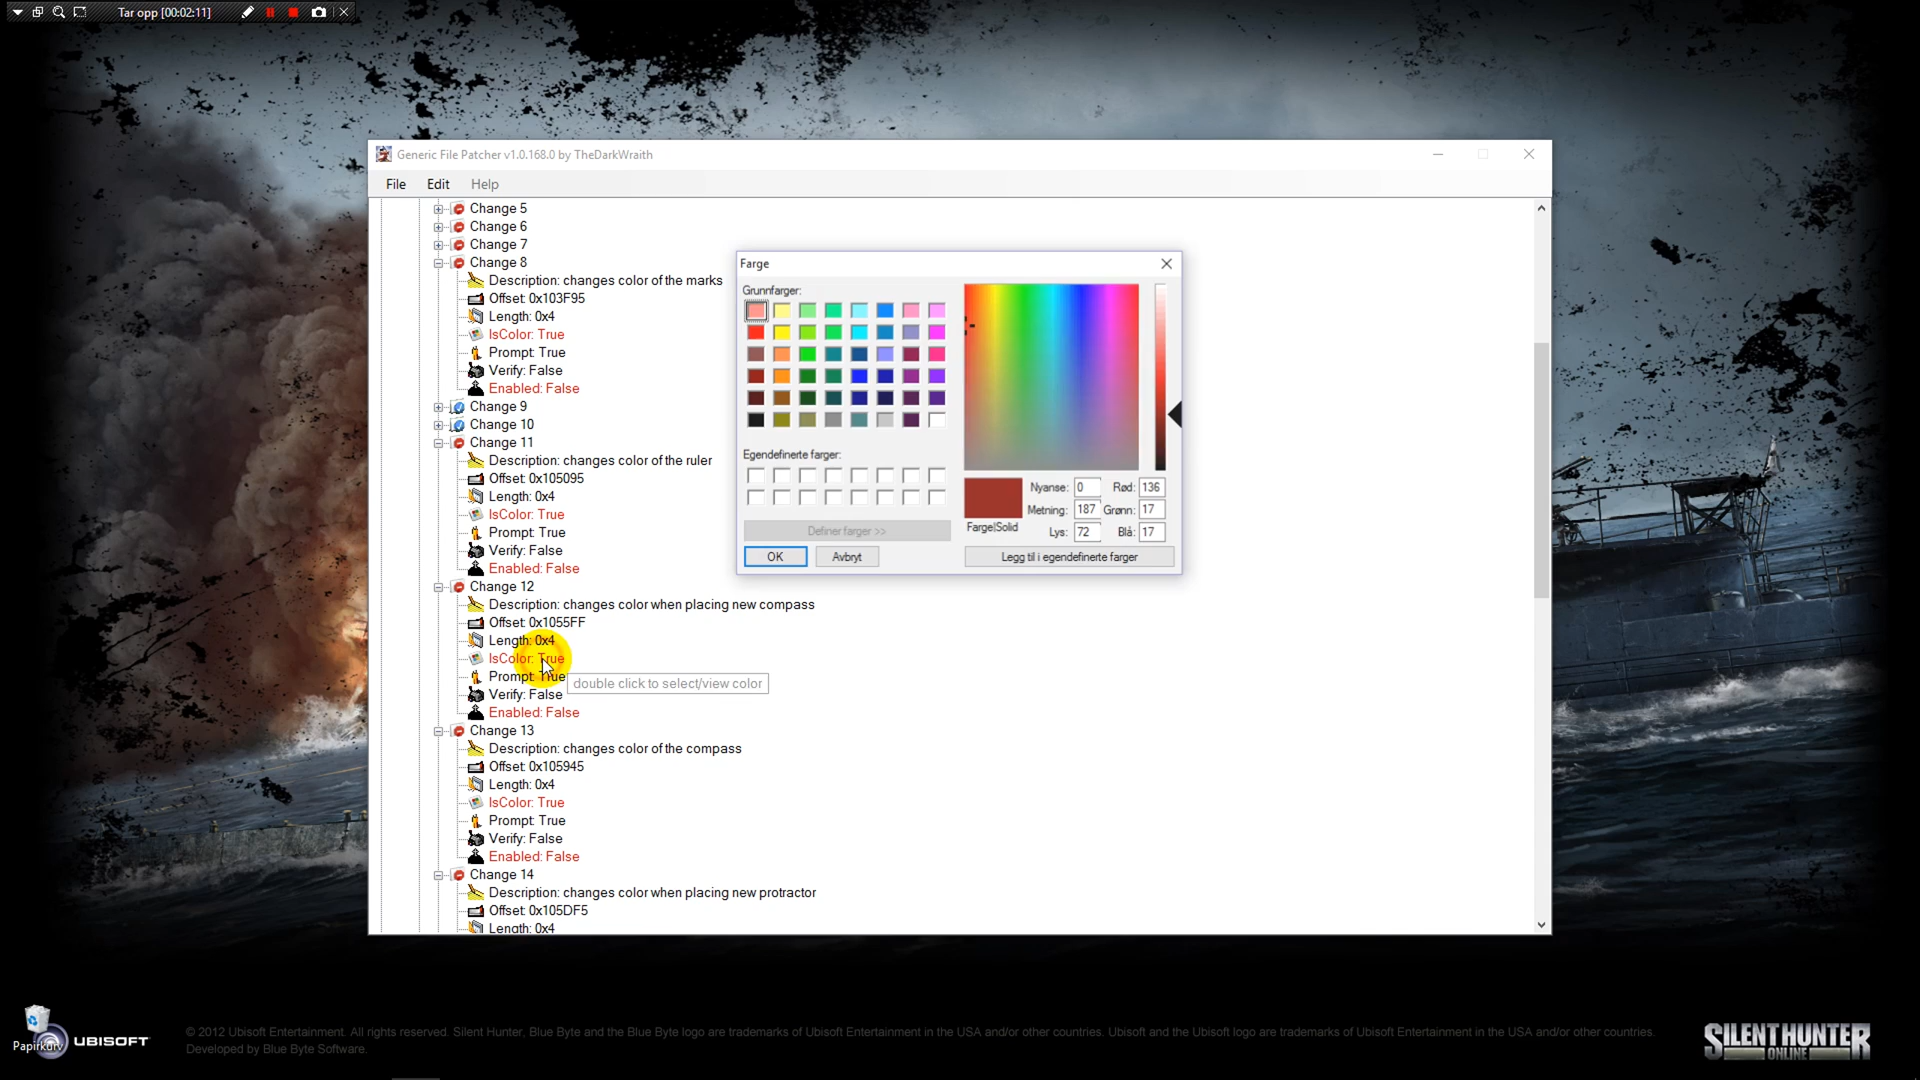 Tar opp [00:02:11]
Generic File Patcher v1.0.168.0 by TheDarkWraith
File Edit Help
Change 5
Change 6
Change 7
Change 8
Description: changes color of the marks
Offset: 0x103F95
Length: 0x4
IsColor: True
Prompt: True
Verify: False
Enabled: False
Change 9
Change 10
Change 11
Description: changes color of the ruler
Offset: 0x105095
Length: 0x4
IsColor: True
Prompt: True
Verify: False
Enabled: False
Change 12
Description: changes color when placing new compass
Offset: 0x1055FF
Length: 0x4
IsColor: True
Prompt: True
double click to select/view color
Verify: False
Enabled: False
Change 13
Description: changes color of the compass
Offset: 0x105945
Length: 0x4
IsColor: True
Prompt: True
Verify: False
Enabled: False
Change 14
Description: changes color when placing new protractor
Offset: 0x105DF5
Length: 0x4
Farge
Grunnfarger:
Egendefinerte farger:
Definer farger >>
OK Avbryt
Nyanse: 0 Rød: 136
Metning: 187 Grønn: 17
Farge|Solid
Lys: 72 Blå: 17
Legg til i egendefinerte farger
Papirkurv
UBISOFT
© 2012 Ubisoft Entertainment. All rights reserved. Silent Hunter, Blue Byte and the Blue Byte logo are trademarks of Ubisoft Entertainment in the USA and/or other countries. Ubisoft and the Ubisoft logo are trademarks of Ubisoft Entertainment in the USA and/or other countries.
Developed by Blue Byte Software.
SILENT HUNTER
ONLINE